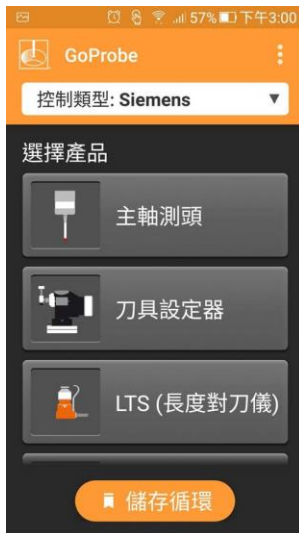 57% 下午3:00
GoProbe
控制類型: Siemens
選擇產品
主軸測頭
刀具設定器
LTS (長度對刀儀)
儲存循環